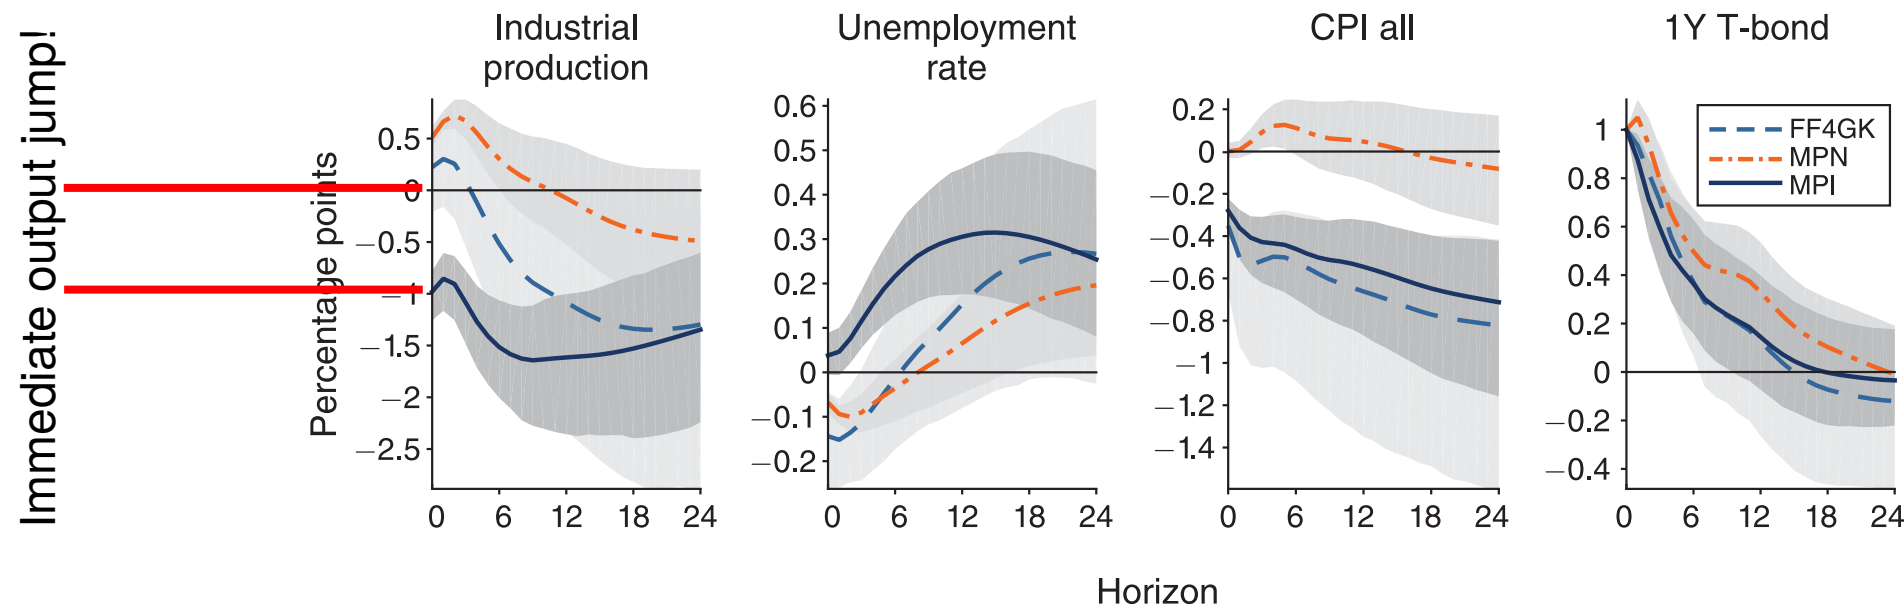 Immediate output jump!
Industrial
production
Unemployment
rate
CPI all
1Y T-bond
Percentage points
0.5
0
−0.5
−1
−1.5
−2
−2.5
0 6 12 18 24
0.6
0.5
0.4
0.3
0.2
0.1
0
−0.1
−0.2
0 6 12 18 24
0.2
0
−0.2
−0.4
−0.6
−0.8
−1
−1.2
−1.4
0 6 12 18 24
1
0.8
0.6
0.4
0.2
0
−0.2
−0.4
0 6 12 18 24
FF4GK
MPN
MPI
Horizon